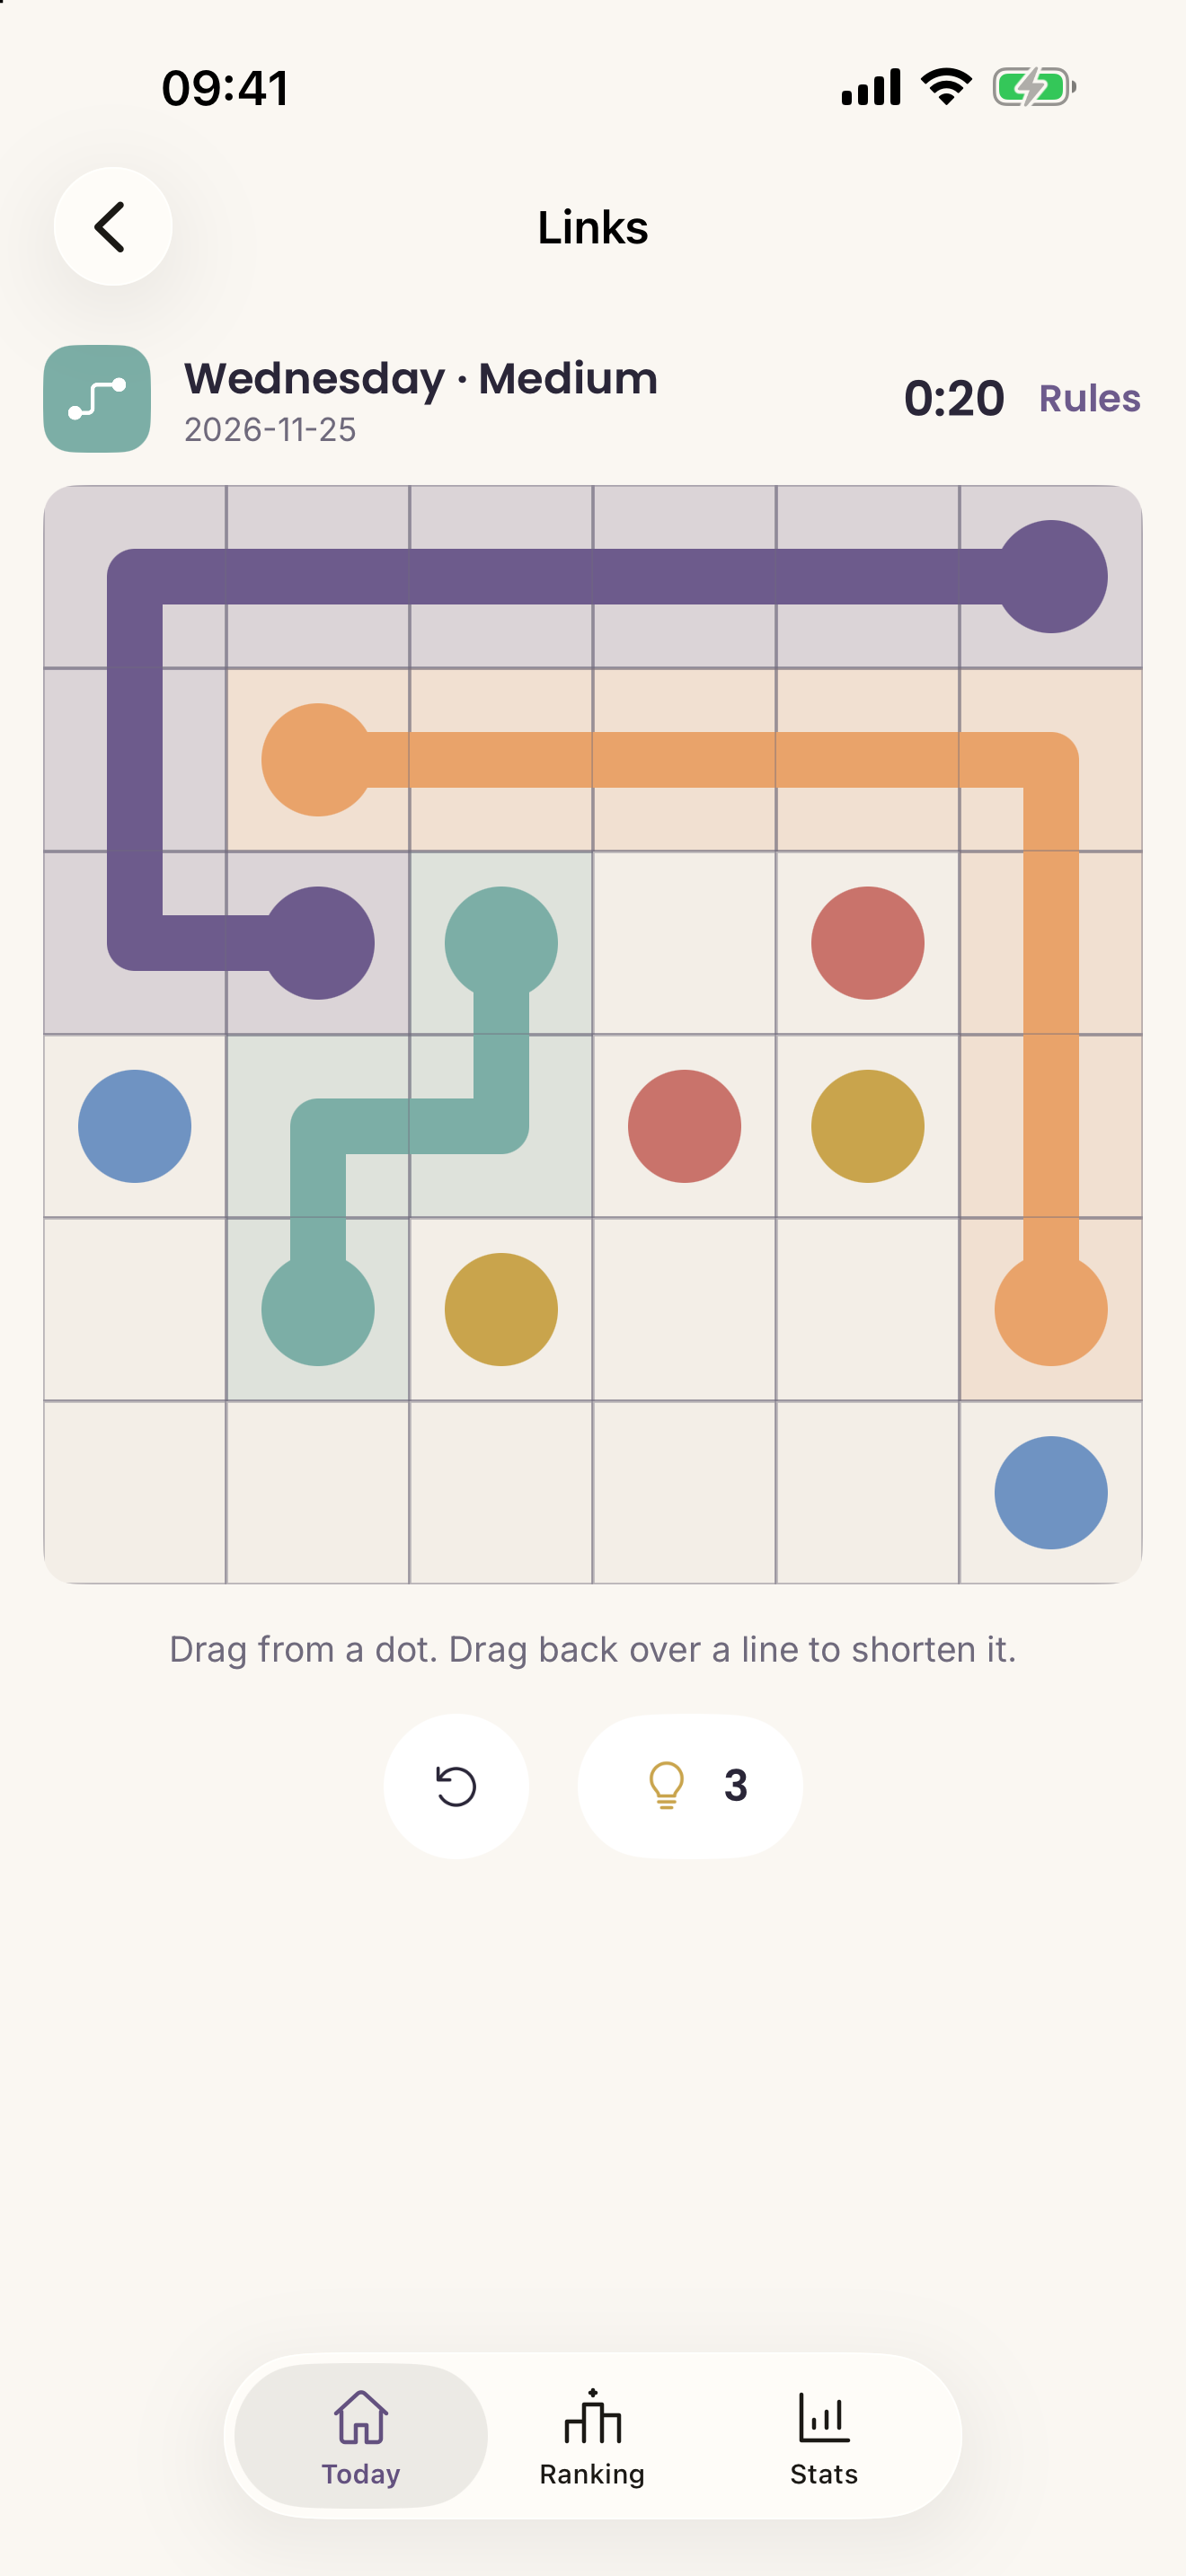 09:41
Links
Wednesday · Medium
2026-11-25
0:20
Rules
Drag from a dot. Drag back over a line to shorten it.
3
Today
Ranking
Stats